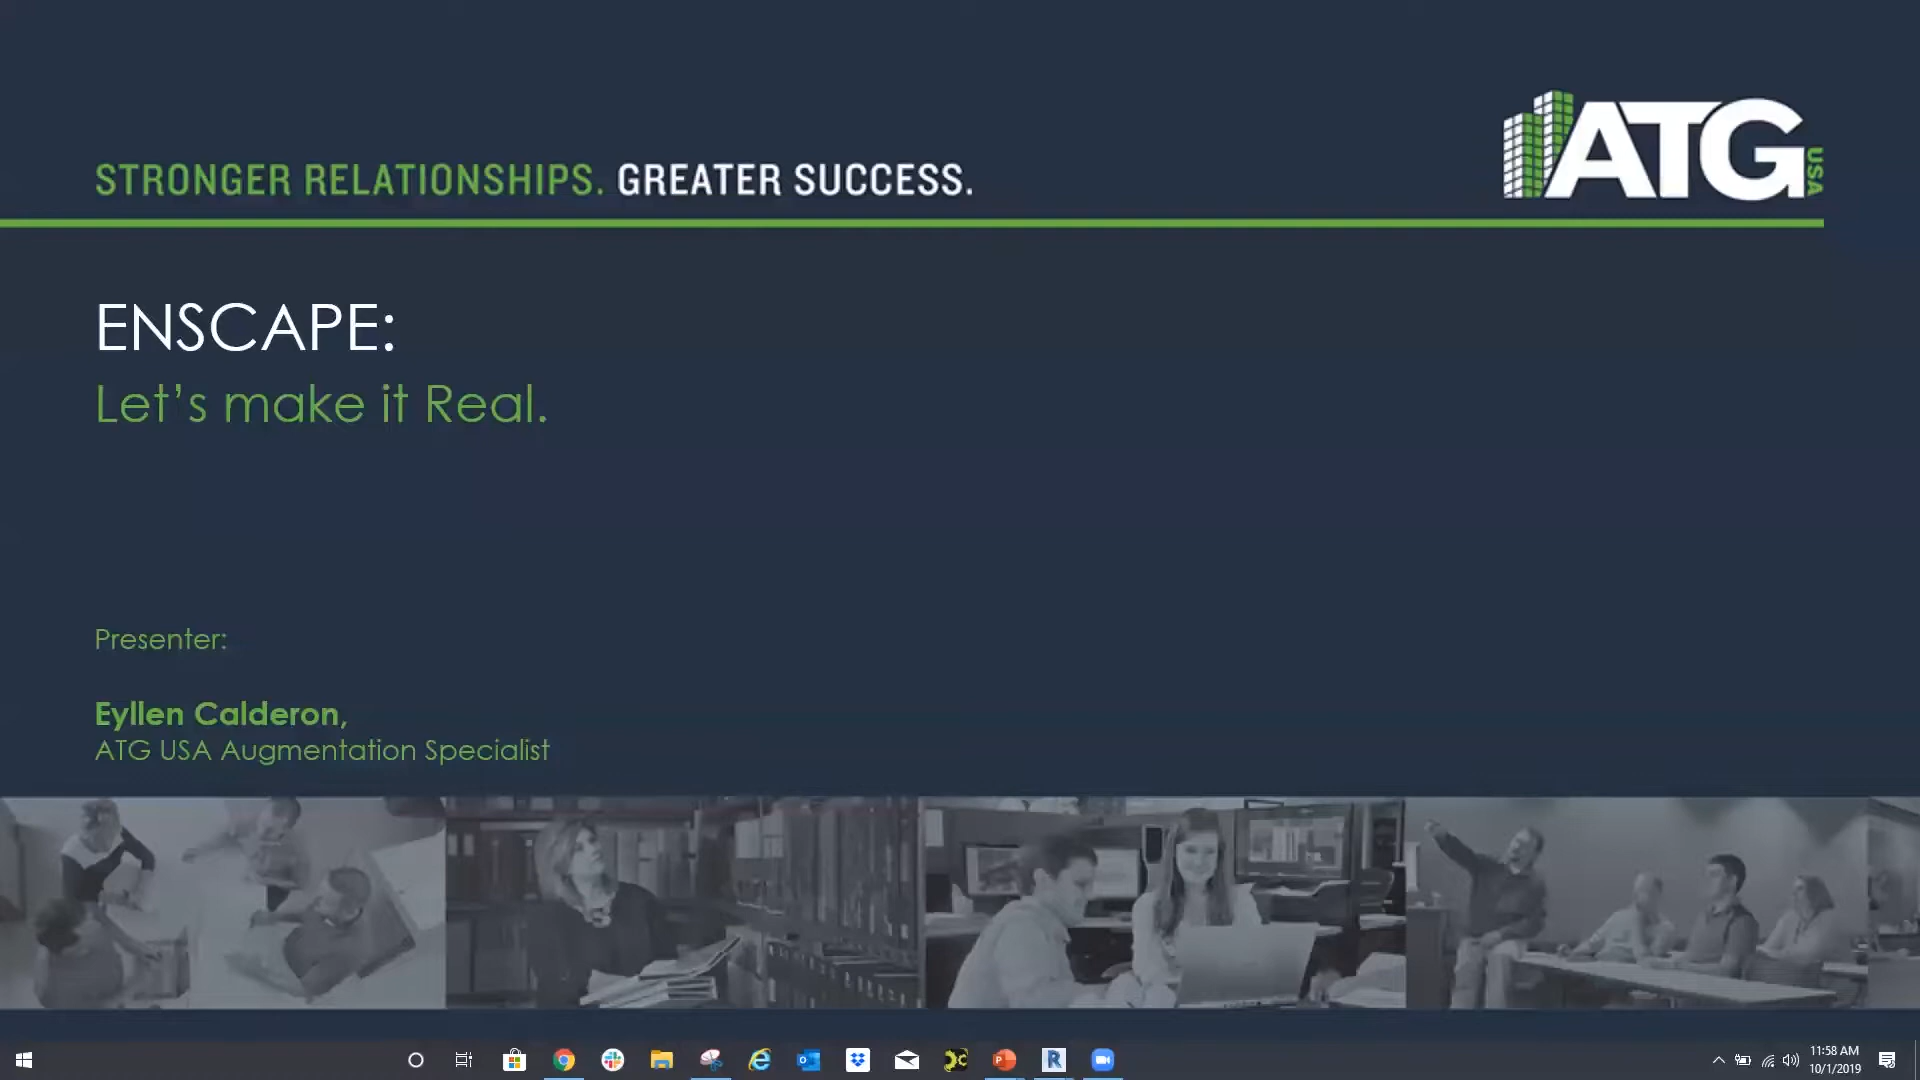 STRONGER RELATIONSHIPS. GREATER SUCCESS.
ATG USA
ENSCAPE:
Let’s make it Real.
Presenter:
Eyllen Calderon,
ATG USA Augmentation Specialist
11:58 AM
10/1/2019